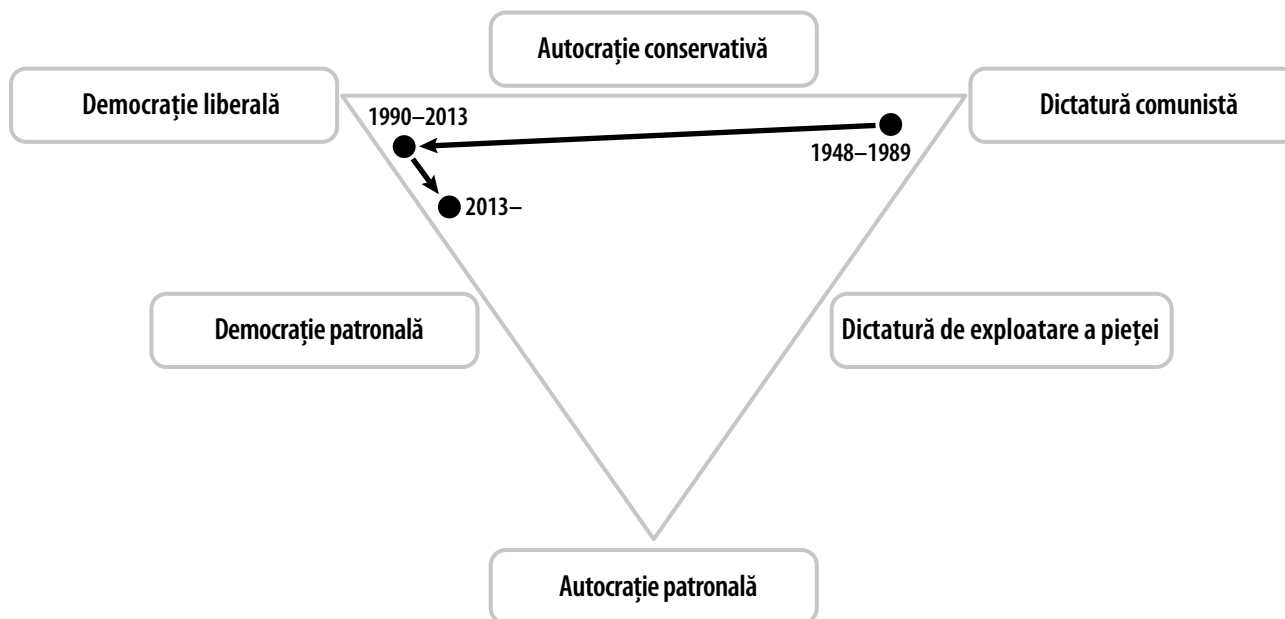 Autocrație conservativă
Democrație liberală
Dictatură comunistă
1990–2013
1948–1989
2013–
Democrație patronală
Dictatură de exploatare a pieței
Autocrație patronală